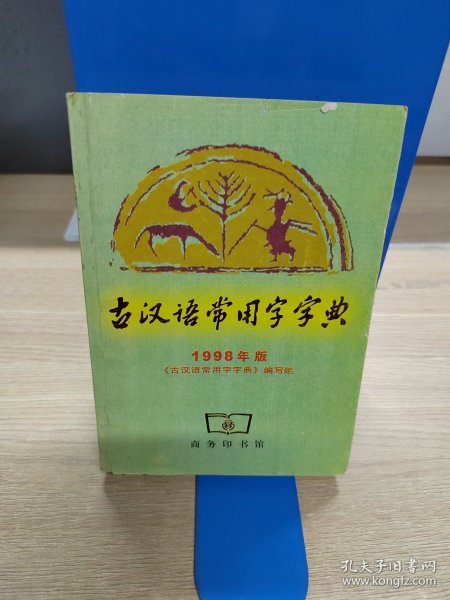 古汉语常用字字典
1998年版
《古汉语常用字字典》编写组
商务印书馆
孔夫子旧书网
www.kongfz.com